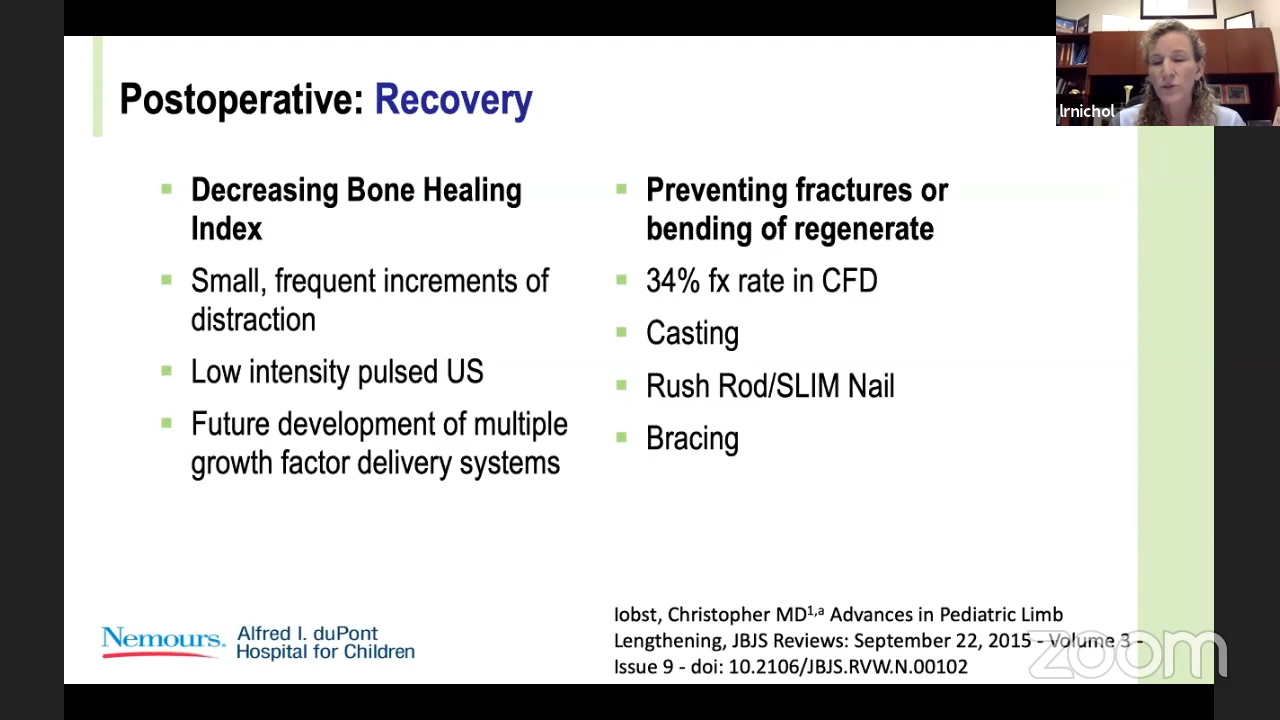 Postoperative: Recovery
Decreasing Bone Healing
Index
Small, frequent increments of
distraction
Low intensity pulsed US
Future development of multiple
growth factor delivery systems
Preventing fractures or
bending of regenerate
34% fx rate in CFD
Casting
Rush Rod/SLIM Nail
Bracing
Iobst, Christopher MD1,a Advances in Pediatric Limb
Lengthening, JBJS Reviews: September 22, 2015 - Volume 3 -
Issue 9 - doi: 10.2106/JBJS.RVW.N.00102
Nemours. Alfred I. duPont
Hospital for Children
lrnichol
zoom